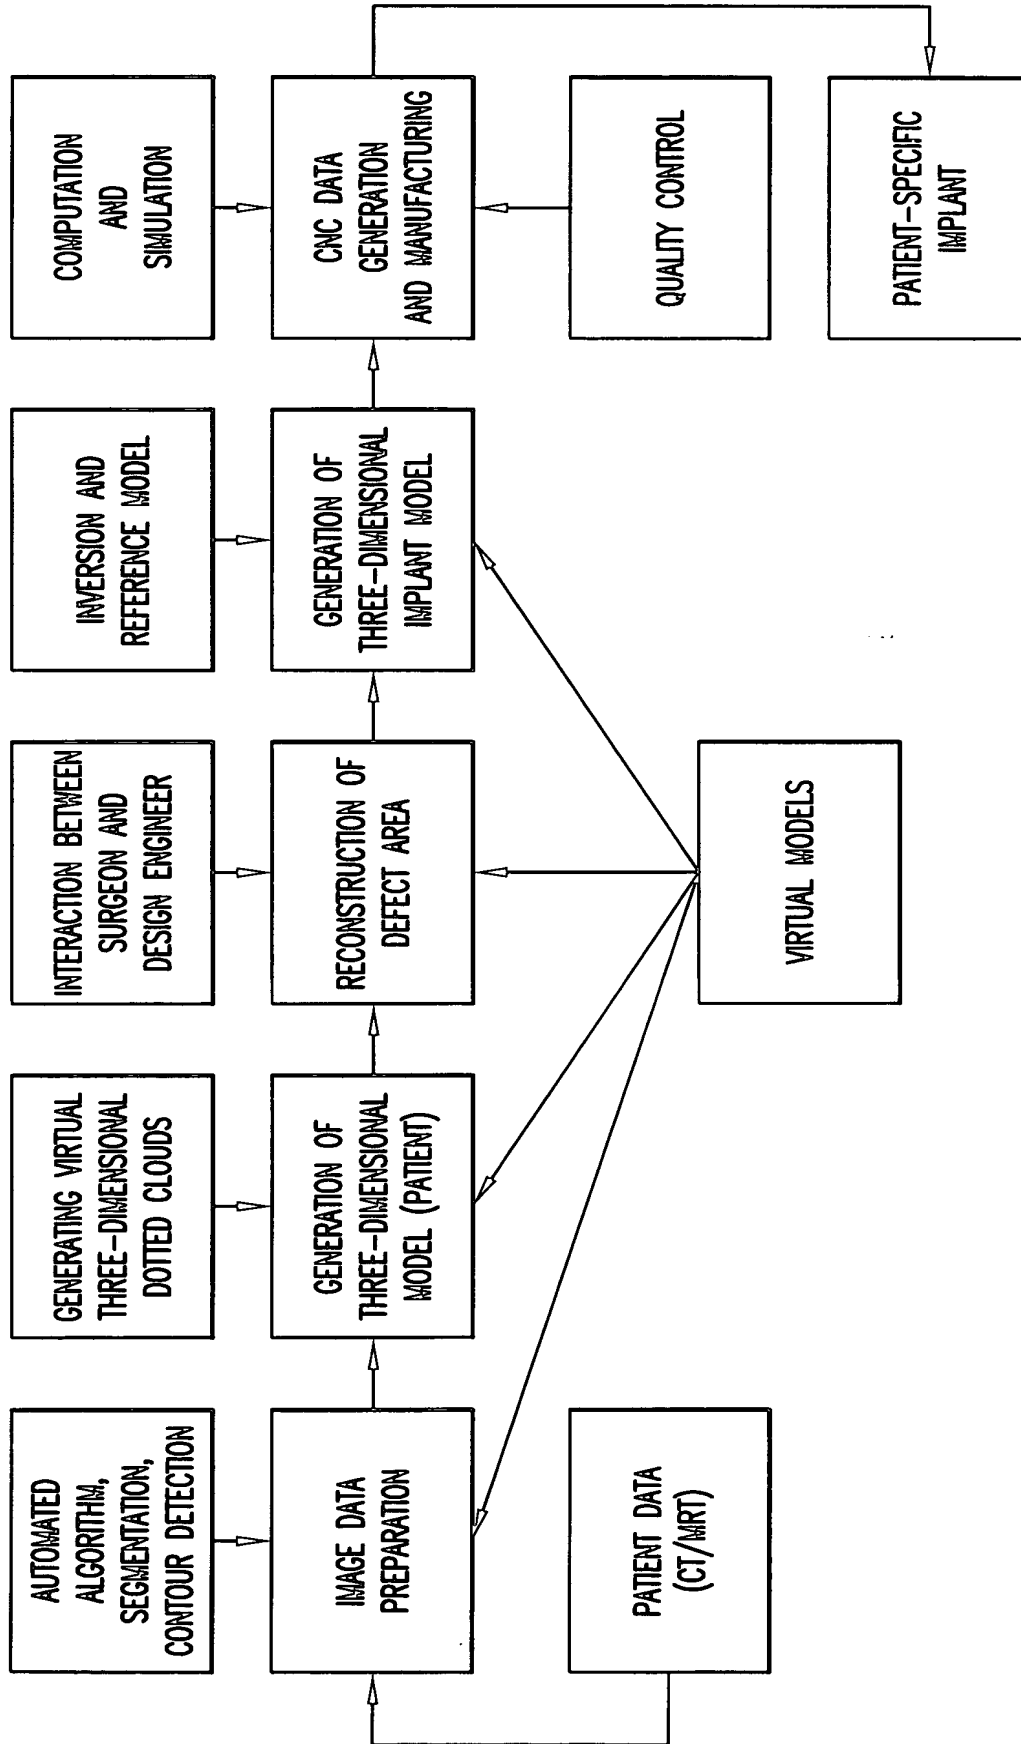 AUTOMATED
ALGORITHM,
SEGMENTATION,
CONTOUR DETECTION
GENERATING VIRTUAL
THREE-DIMENSIONAL
DOTTED CLOUDS
INTERACTION BETWEEN
SURGEON AND
DESIGN ENGINEER
INVERSION AND
REFERENCE MODEL
COMPUTATION
AND
SIMULATION
IMAGE DATA
PREPARATION
GENERATION OF
THREE-DIMENSIONAL
MODEL (PATIENT)
RECONSTRUCTION OF
DEFECT AREA
GENERATION OF
THREE-DIMENSIONAL
IMPLANT MODEL
CNC DATA
GENERATION
AND MANUFACTURING
PATIENT DATA
(CT/MRT)
QUALITY CONTROL
VIRTUAL MODELS
PATIENT-SPECIFIC
IMPLANT